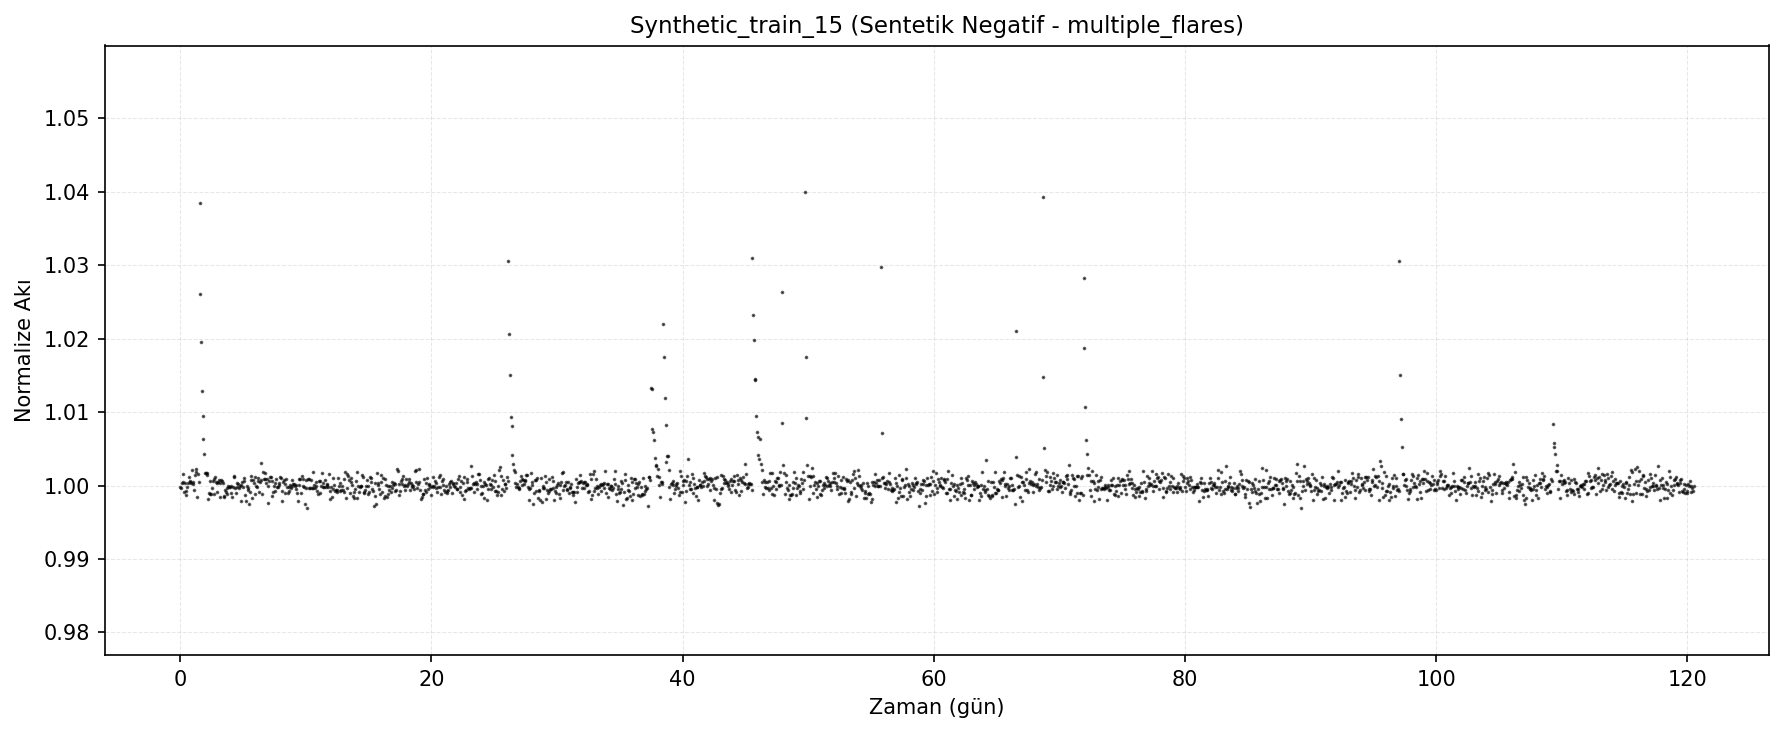 Synthetic_train_15 (Sentetik Negatif - multiple_flares)
Normalize Akı
1.05
1.04
1.03
1.02
1.01
1.00
0.99
0.98
0 20 40 60 80 100 120
Zaman (gün)